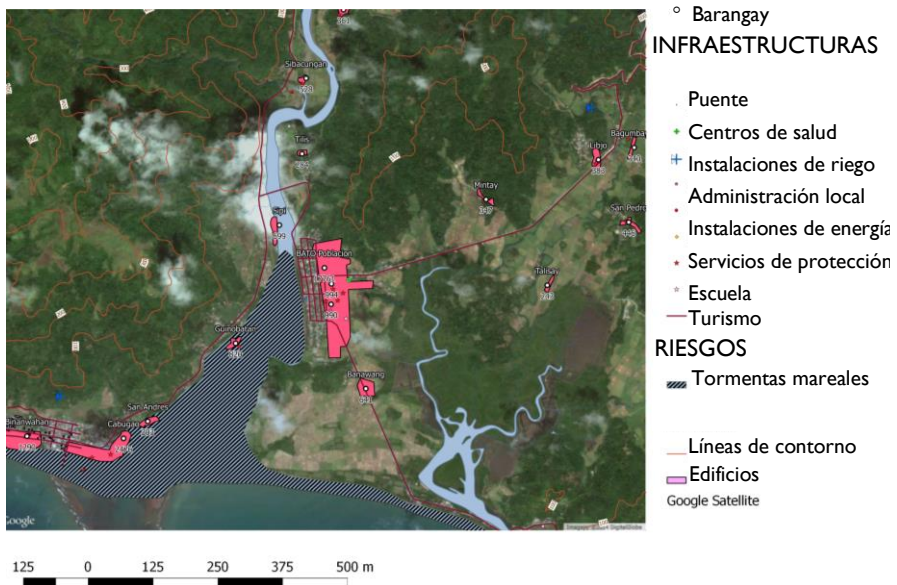 Barangay
INFRAESTRUCTURAS
Puente
Centros de salud
Instalaciones de riego
Administración local
Instalaciones de energía
Servicios de protección
Escuela
Turismo
RIESGOS
Tormentas mareales
Líneas de contorno
Edificios
Google Satellite
Sibacungan
Tilis
Sipi
BATO Poblacion
Mintay
Libjo
Bagumba
San Pedro
Talisay
Guinobatan
Banawang
San Andres
Cabugao
Binanwahan
Google
125 0 125 250 375 500 m